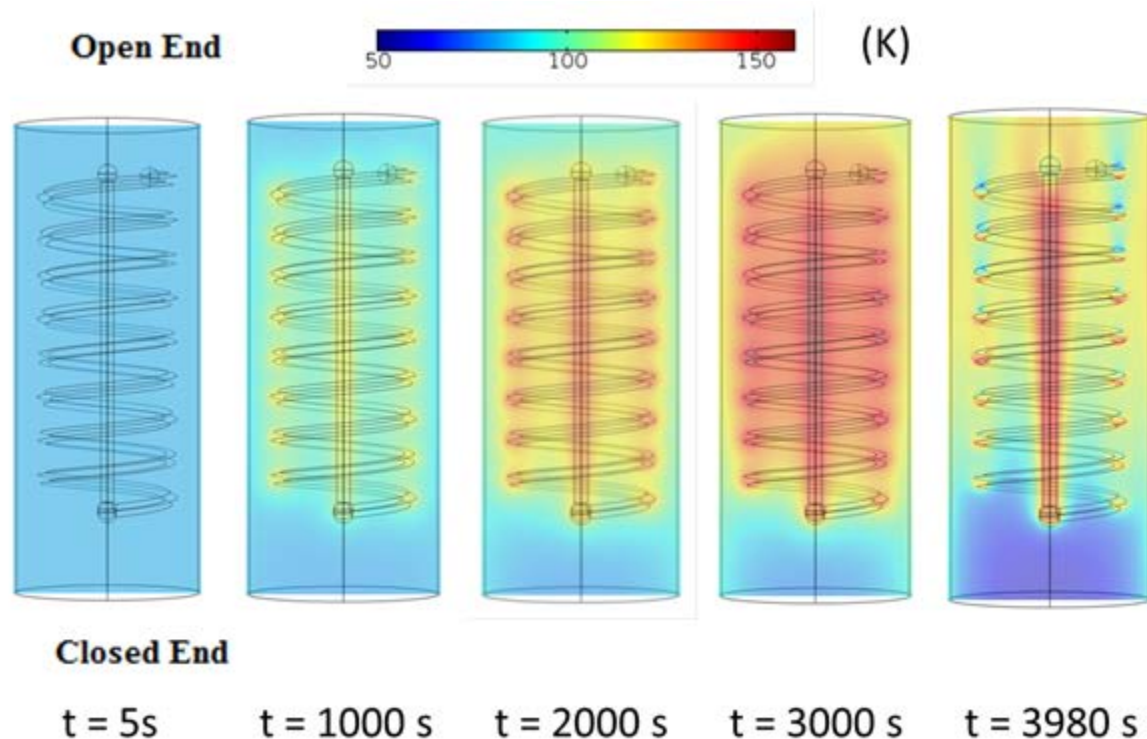 Open End
50 100 150
(K)
Closed End
t = 5s t = 1000 s t = 2000 s t = 3000 s t = 3980 s